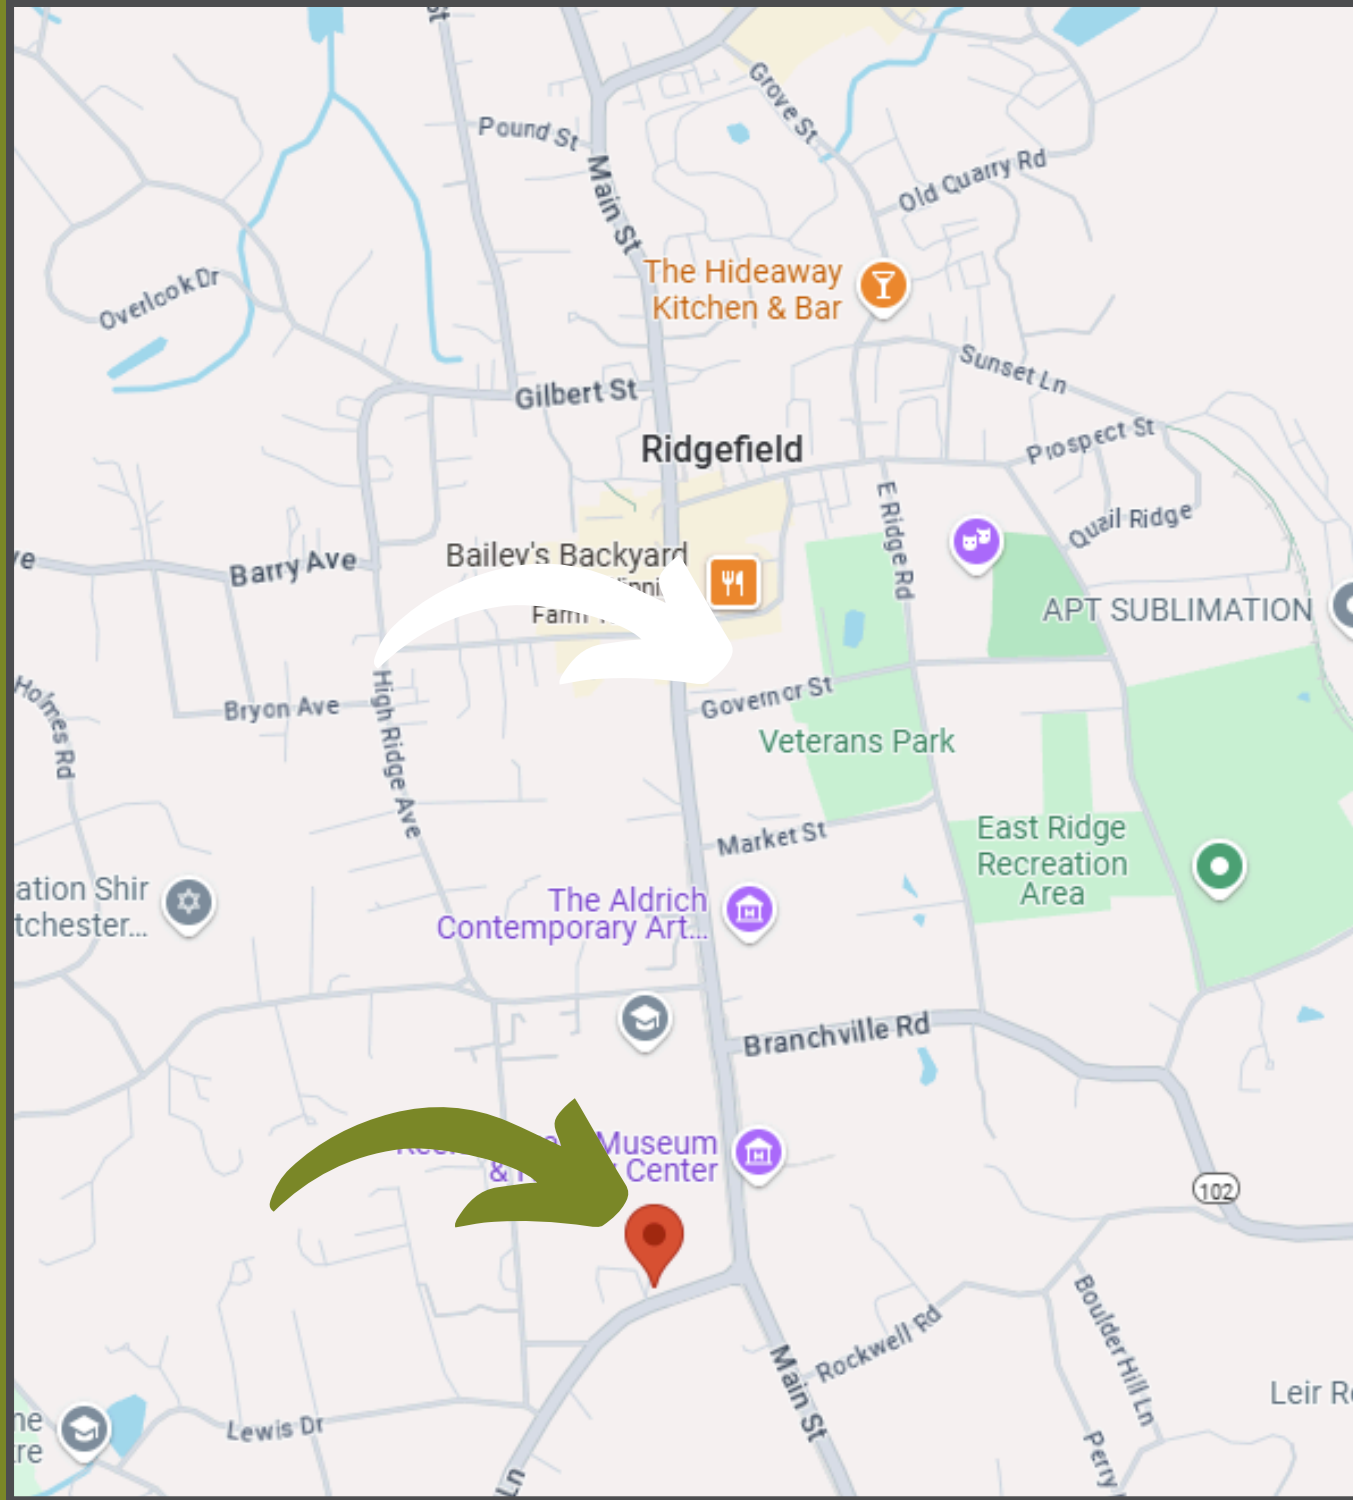 Pound St
Main St
Grove St
Old Quarry Rd
Overlook Dr
The Hideaway
Kitchen & Bar
Sunset Ln
Gilbert St
Ridgefield
Prospect St
Quail Ridge
E Ridge Rd
Barry Ave
Bailey's Backyard
Farm
APT SUBLIMATION
Holmes Rd
Bryon Ave
High Ridge Ave
Governor St
Veterans Park
Market St
East Ridge
Recreation
Area
ation Shir
tchester...
The Aldrich
Contemporary Art...
Branchville Rd
Museum
& Center
102
Rockwell Rd
Boulder Hill Ln
Main St
Leir
Lewis Dr
Perry
Ln